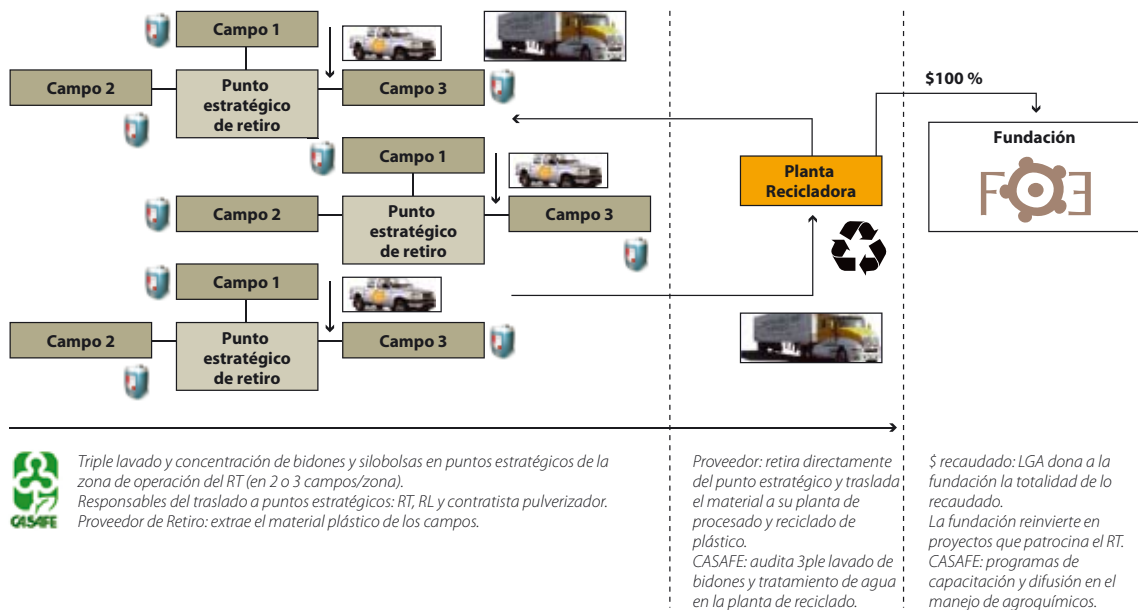 Campo 1
Campo 2
Punto
estratégico
de retiro
Campo 3
Campo 1
Campo 2
Punto
estratégico
de retiro
Campo 3
Campo 1
Campo 2
Punto
estratégico
de retiro
Campo 3
Planta
Recicladora
$100 %
Fundación
FOE
CASAFE
Triple lavado y concentración de bidones y silobolsas en puntos estratégicos de la
zona de operación del RT (en 2 o 3 campos/zona).
Responsables del traslado a puntos estratégicos: RT, RL y contratista pulverizador.
Proveedor de Retiro: extrae el material plástico de los campos.
Proveedor: retira directamente
del punto estratégico y traslada
el material a su planta de
procesado y reciclado de
plástico.
CASAFE: audita 3ple lavado de
bidones y tratamiento de agua
en la planta de reciclado.
$ recaudado: LGA dona a la
fundación la totalidad de lo
recaudado.
La fundación reinvierte en
proyectos que patrocina el RT.
CASAFE: programas de
capacitación y difusión en el
manejo de agroquímicos.